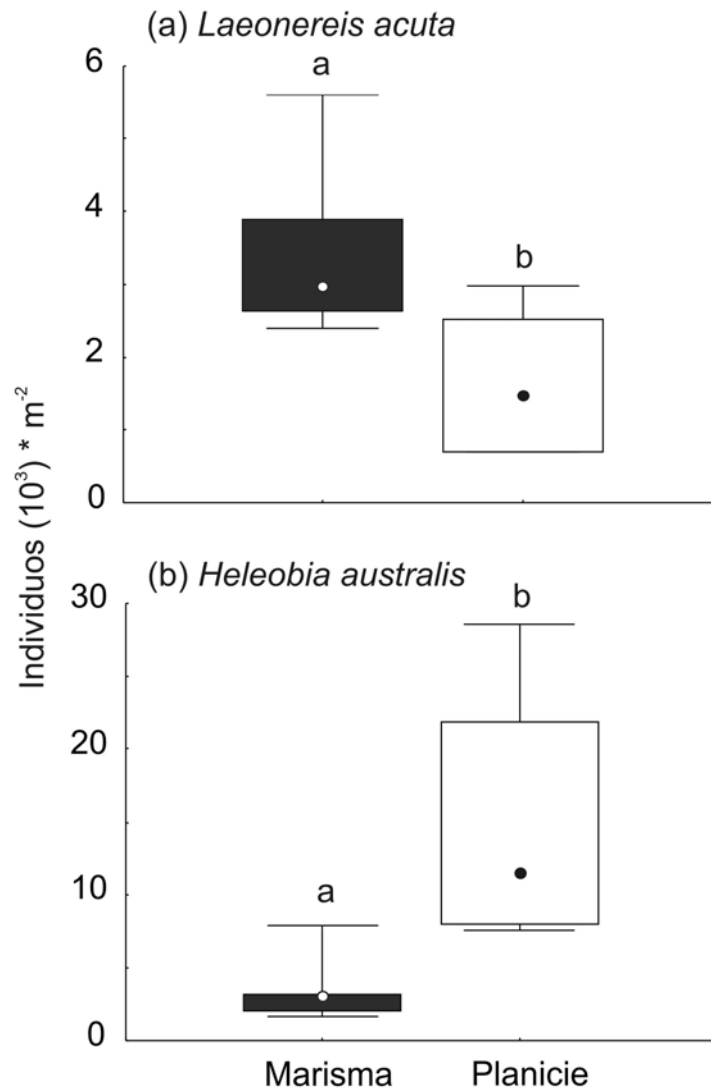 (a) Laeonereis acuta
6
a
4
b
2
0
Individuos (10³) * m⁻²
(b) Heleobia australis
30
b
20
10
a
0
Marisma Planicie